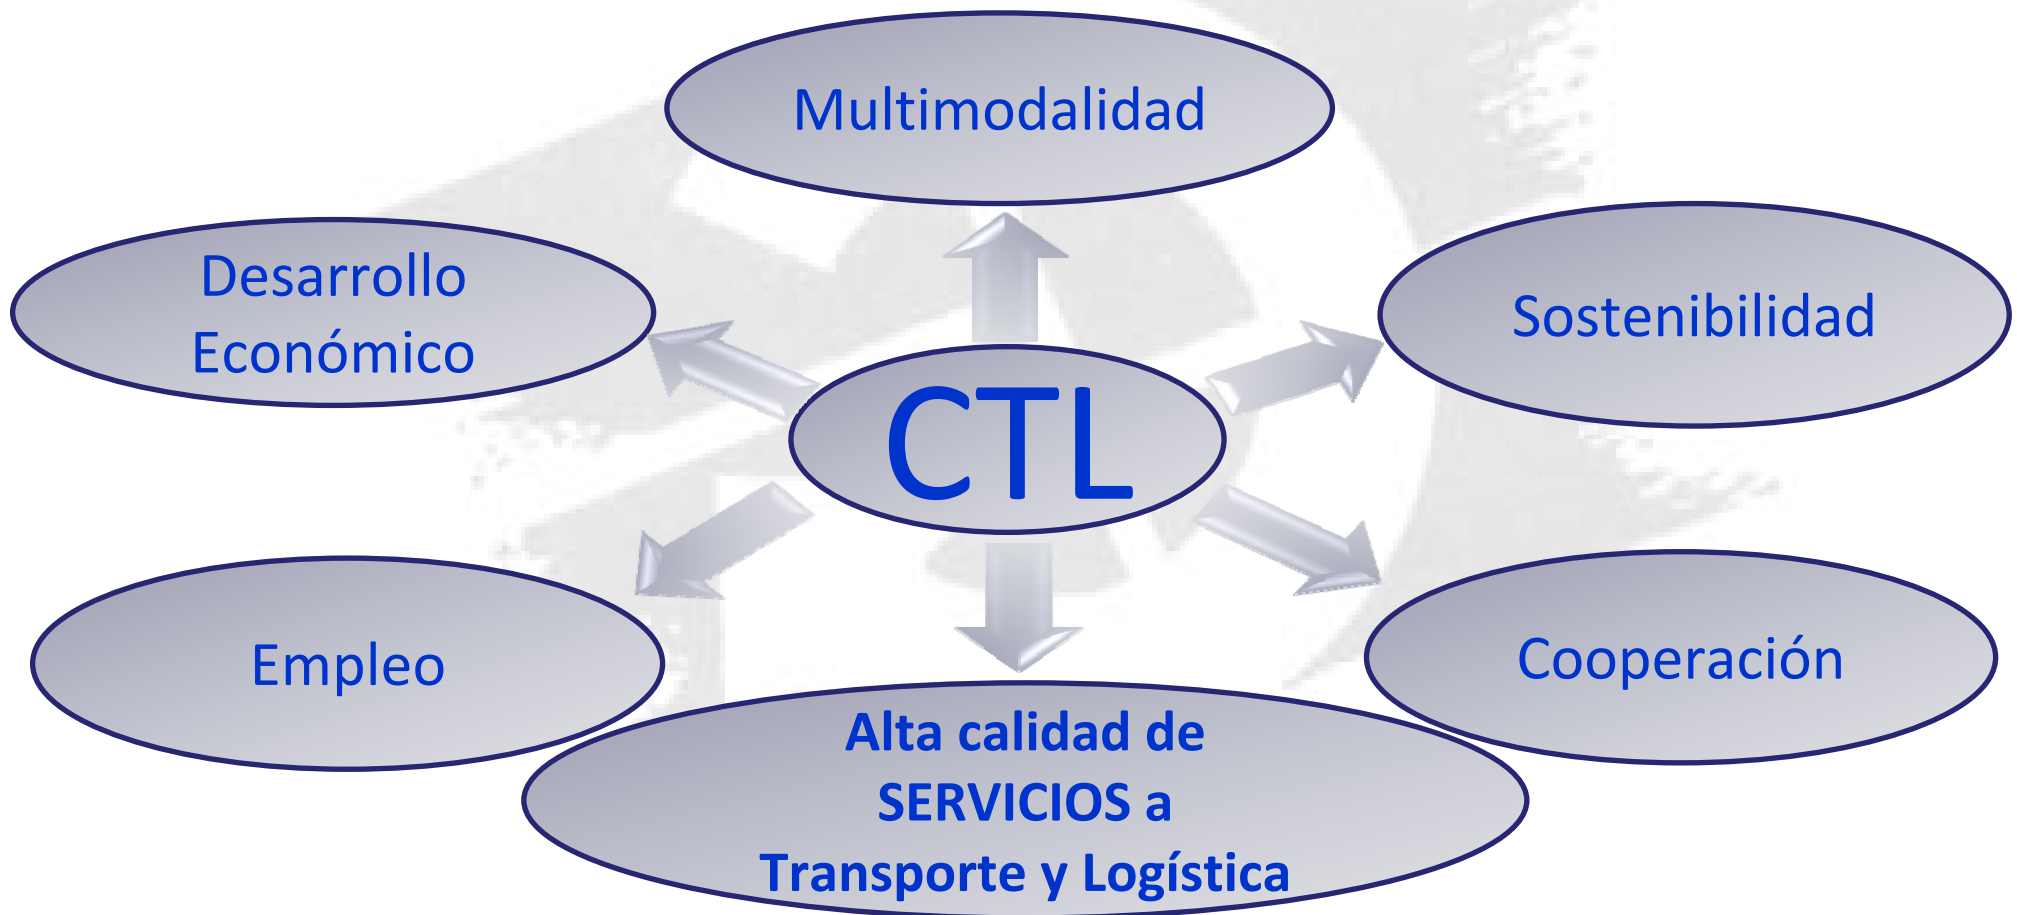 Multimodalidad
Desarrollo
Económico
Sostenibilidad
CTL
Empleo
Cooperación
Alta calidad de
SERVICIOS a
Transporte y Logística